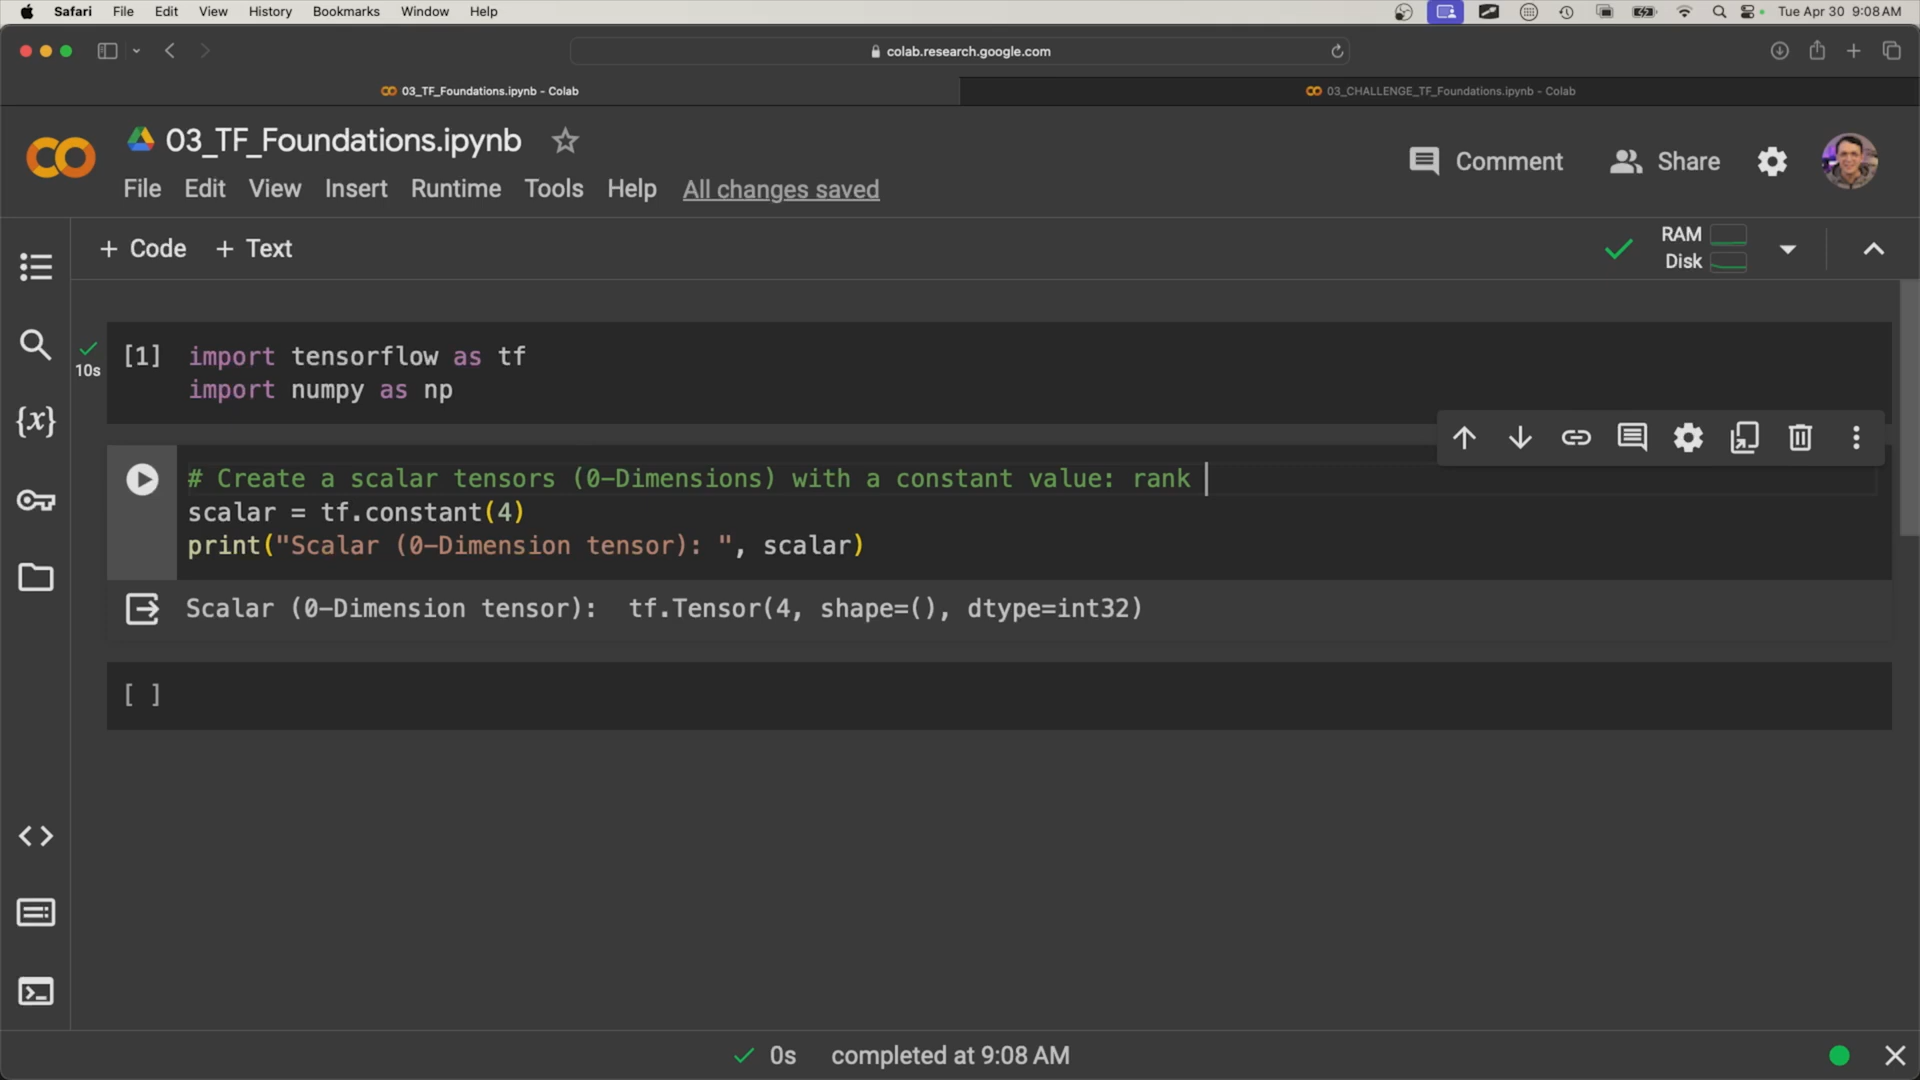 Safari File Edit View History Bookmarks Window Help Tue Apr 30 9:08 AM
colab.research.google.com
03_TF_Foundations.ipynb - Colab 03_CHALLENGE_TF_Foundations.ipynb - Colab
03_TF_Foundations.ipynb
Comment Share
File Edit View Insert Runtime Tools Help All changes saved
+ Code + Text
RAM
Disk
[1] import tensorflow as tf
10s
import numpy as np
{x}
# Create a scalar tensors (0-Dimensions) with a constant value: rank
scalar = tf.constant(4)
print("Scalar (0-Dimension tensor): ", scalar)
Scalar (0-Dimension tensor):  tf.Tensor(4, shape=(), dtype=int32)
[ ]
0s completed at 9:08 AM